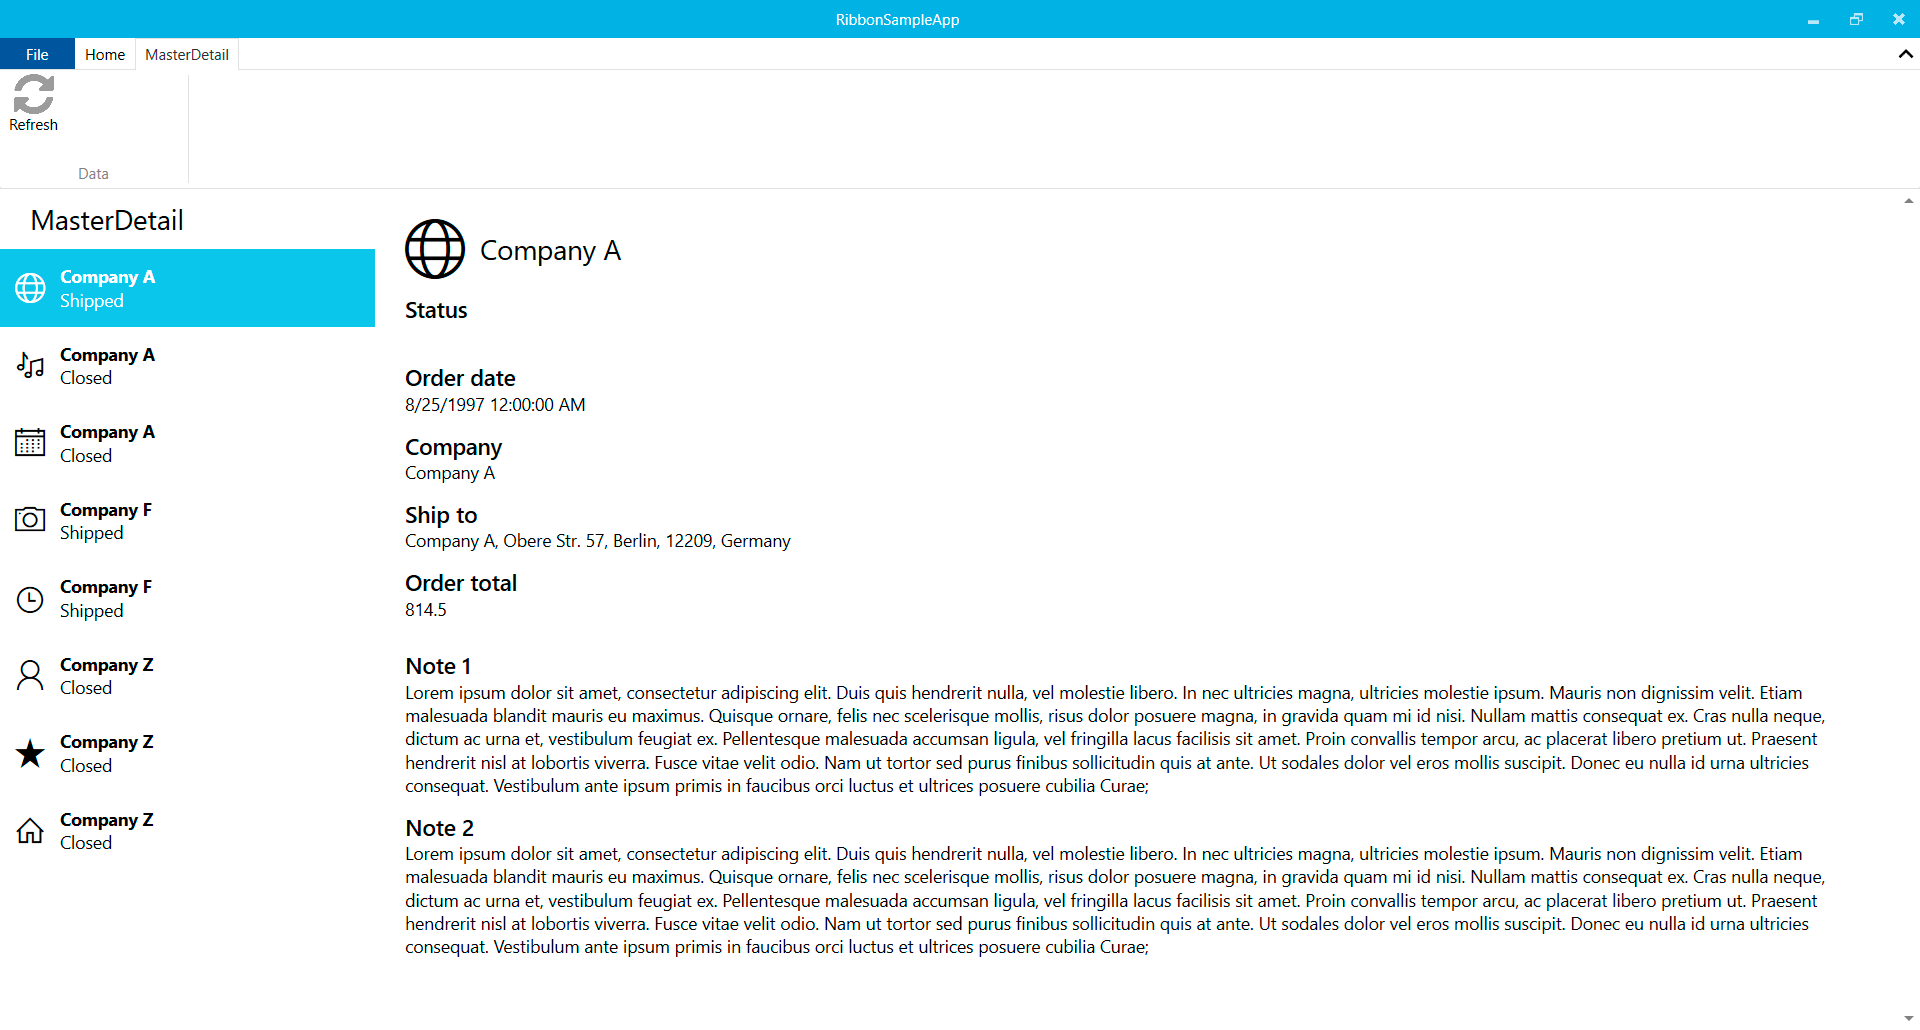 RibbonSampleApp
File Home MasterDetail
Refresh
Data
MasterDetail
Company A
Shipped
Company A
Closed
Company A
Closed
Company F
Shipped
Company F
Shipped
Company Z
Closed
Company Z
Closed
Company Z
Closed
Company A
Status
Order date
8/25/1997 12:00:00 AM
Company
Company A
Ship to
Company A, Obere Str. 57, Berlin, 12209, Germany
Order total
814.5
Note 1
Lorem ipsum dolor sit amet, consectetur adipiscing elit. Duis quis hendrerit nulla, vel molestie libero. In nec ultricies magna, ultricies molestie ipsum. Mauris non dignissim velit. Etiam
malesuada blandit mauris eu maximus. Quisque ornare, felis nec scelerisque mollis, risus dolor posuere magna, in gravida quam mi id nisi. Nullam mattis consequat ex. Cras nulla neque,
dictum ac urna et, vestibulum feugiat ex. Pellentesque malesuada accumsan ligula, vel fringilla lacus facilisis sit amet. Proin convallis tempor arcu, ac placerat libero pretium ut. Praesent
hendrerit nisl at lobortis viverra. Fusce vitae velit odio. Nam ut tortor sed purus finibus sollicitudin quis at ante. Ut sodales dolor vel eros mollis suscipit. Donec eu nulla id urna ultricies
consequat. Vestibulum ante ipsum primis in faucibus orci luctus et ultrices posuere cubilia Curae;
Note 2
Lorem ipsum dolor sit amet, consectetur adipiscing elit. Duis quis hendrerit nulla, vel molestie libero. In nec ultricies magna, ultricies molestie ipsum. Mauris non dignissim velit. Etiam
malesuada blandit mauris eu maximus. Quisque ornare, felis nec scelerisque mollis, risus dolor posuere magna, in gravida quam mi id nisi. Nullam mattis consequat ex. Cras nulla neque,
dictum ac urna et, vestibulum feugiat ex. Pellentesque malesuada accumsan ligula, vel fringilla lacus facilisis sit amet. Proin convallis tempor arcu, ac placerat libero pretium ut. Praesent
hendrerit nisl at lobortis viverra. Fusce vitae velit odio. Nam ut tortor sed purus finibus sollicitudin quis at ante. Ut sodales dolor vel eros mollis suscipit. Donec eu nulla id urna ultricies
consequat. Vestibulum ante ipsum primis in faucibus orci luctus et ultrices posuere cubilia Curae;